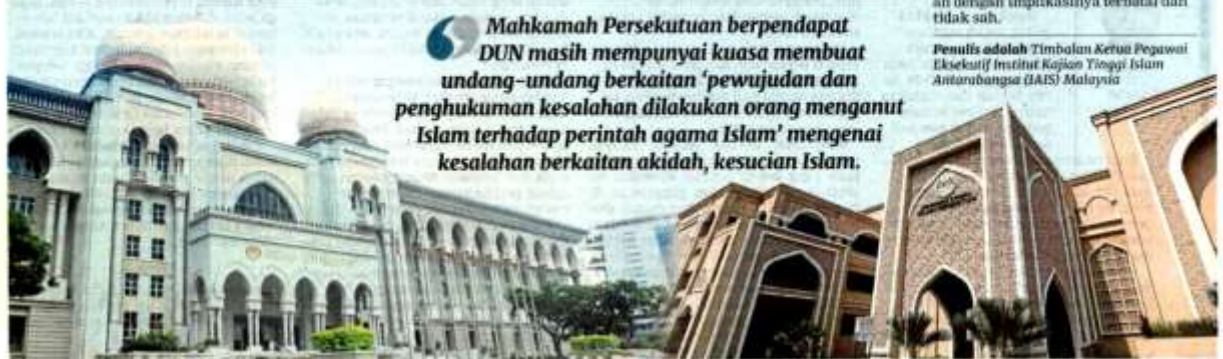 Mahkamah Persekutuan berpendapat
DUN masih mempunyai kuasa membuat
undang-undang berkaitan ‘pewujudan dan
penghukuman kesalahan dilakukan orang menganut
Islam terhadap perintah agama Islam’ mengenai
kesalahan berkaitan akidah, kesucian Islam.
an dengan implikasinya terbatal dan
tidak sah.
Penulis adalah Timbalan Ketua Pegawai
Eksekutif Institut Kajian Tinggi Islam
Antarabangsa (IAIS) Malaysia